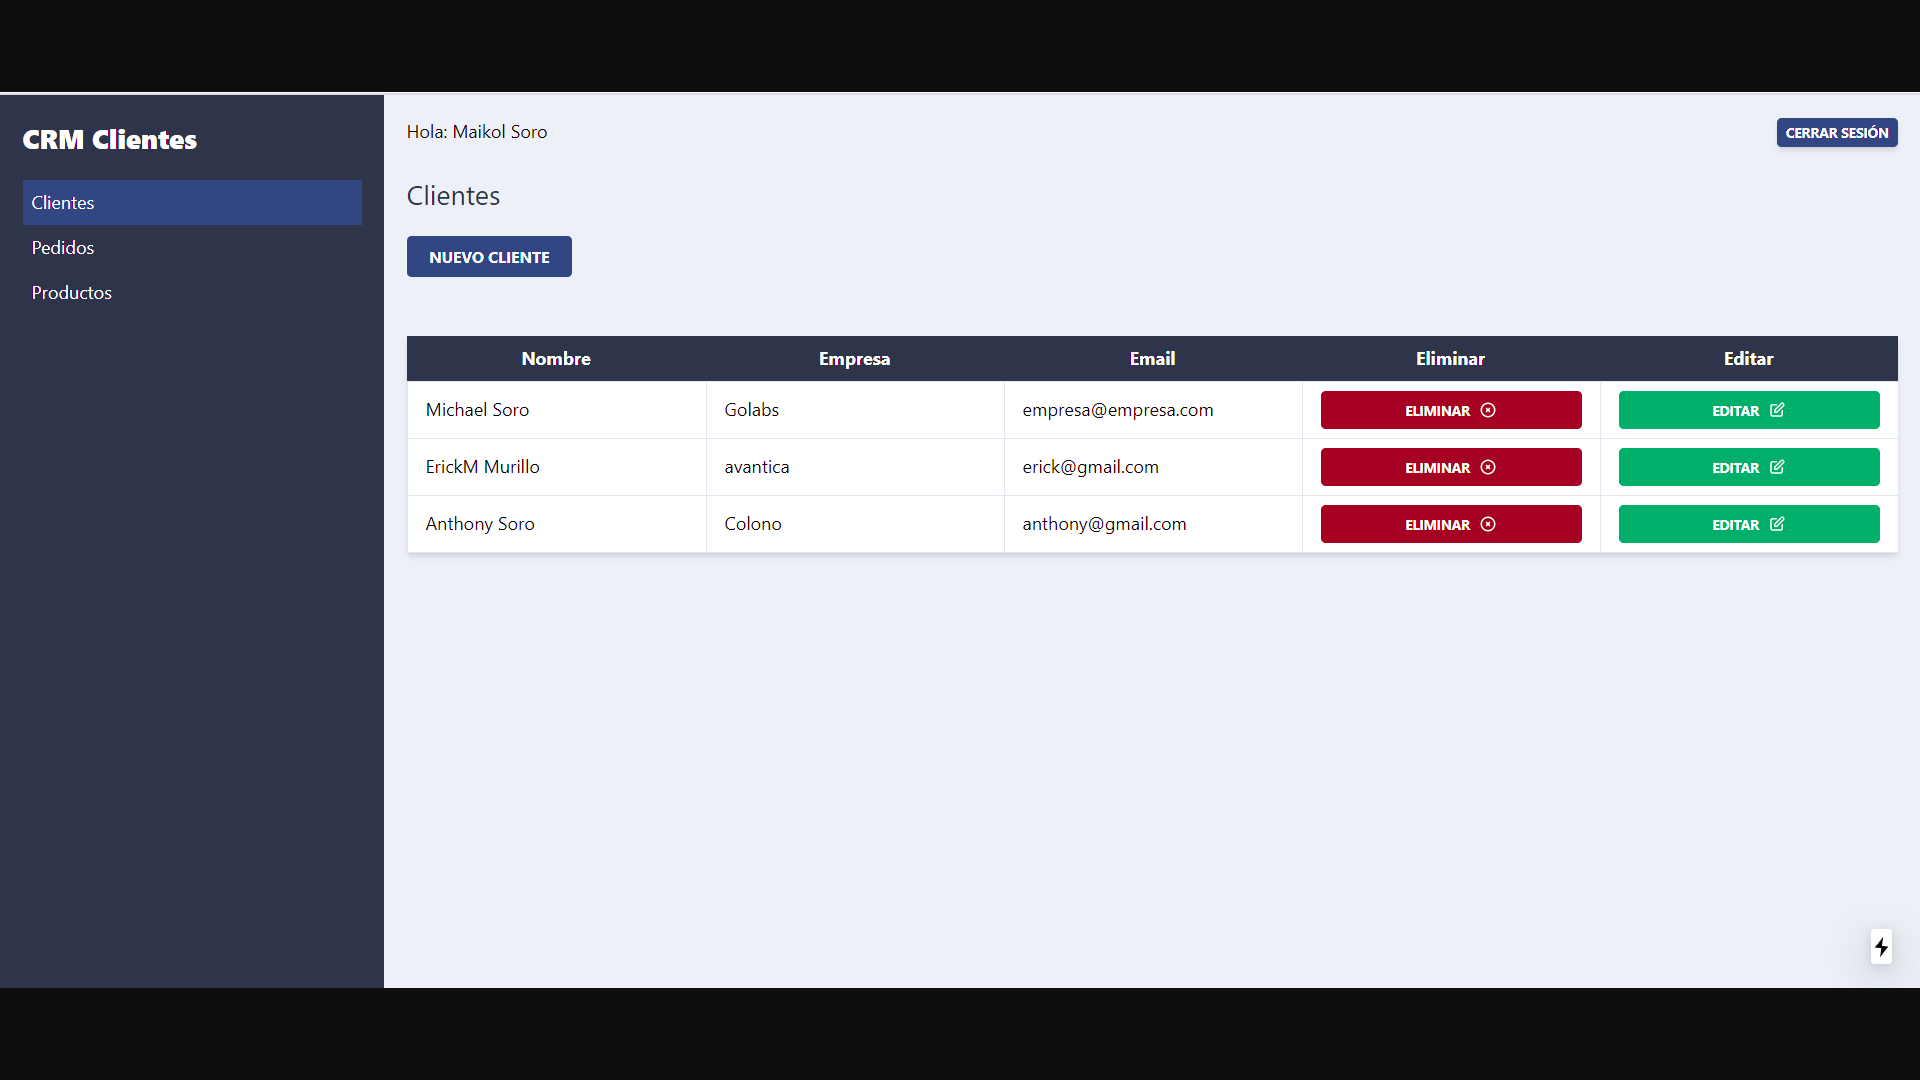 CRM Clientes
Clientes
Pedidos
Productos
Hola: Maikol Soro
CERRAR SESIÓN
Clientes
NUEVO CLIENTE
Nombre Empresa Email Eliminar Editar
Michael Soro Golabs empresa@empresa.com ELIMINAR EDITAR
ErickM Murillo avantica erick@gmail.com ELIMINAR EDITAR
Anthony Soro Colono anthony@gmail.com ELIMINAR EDITAR